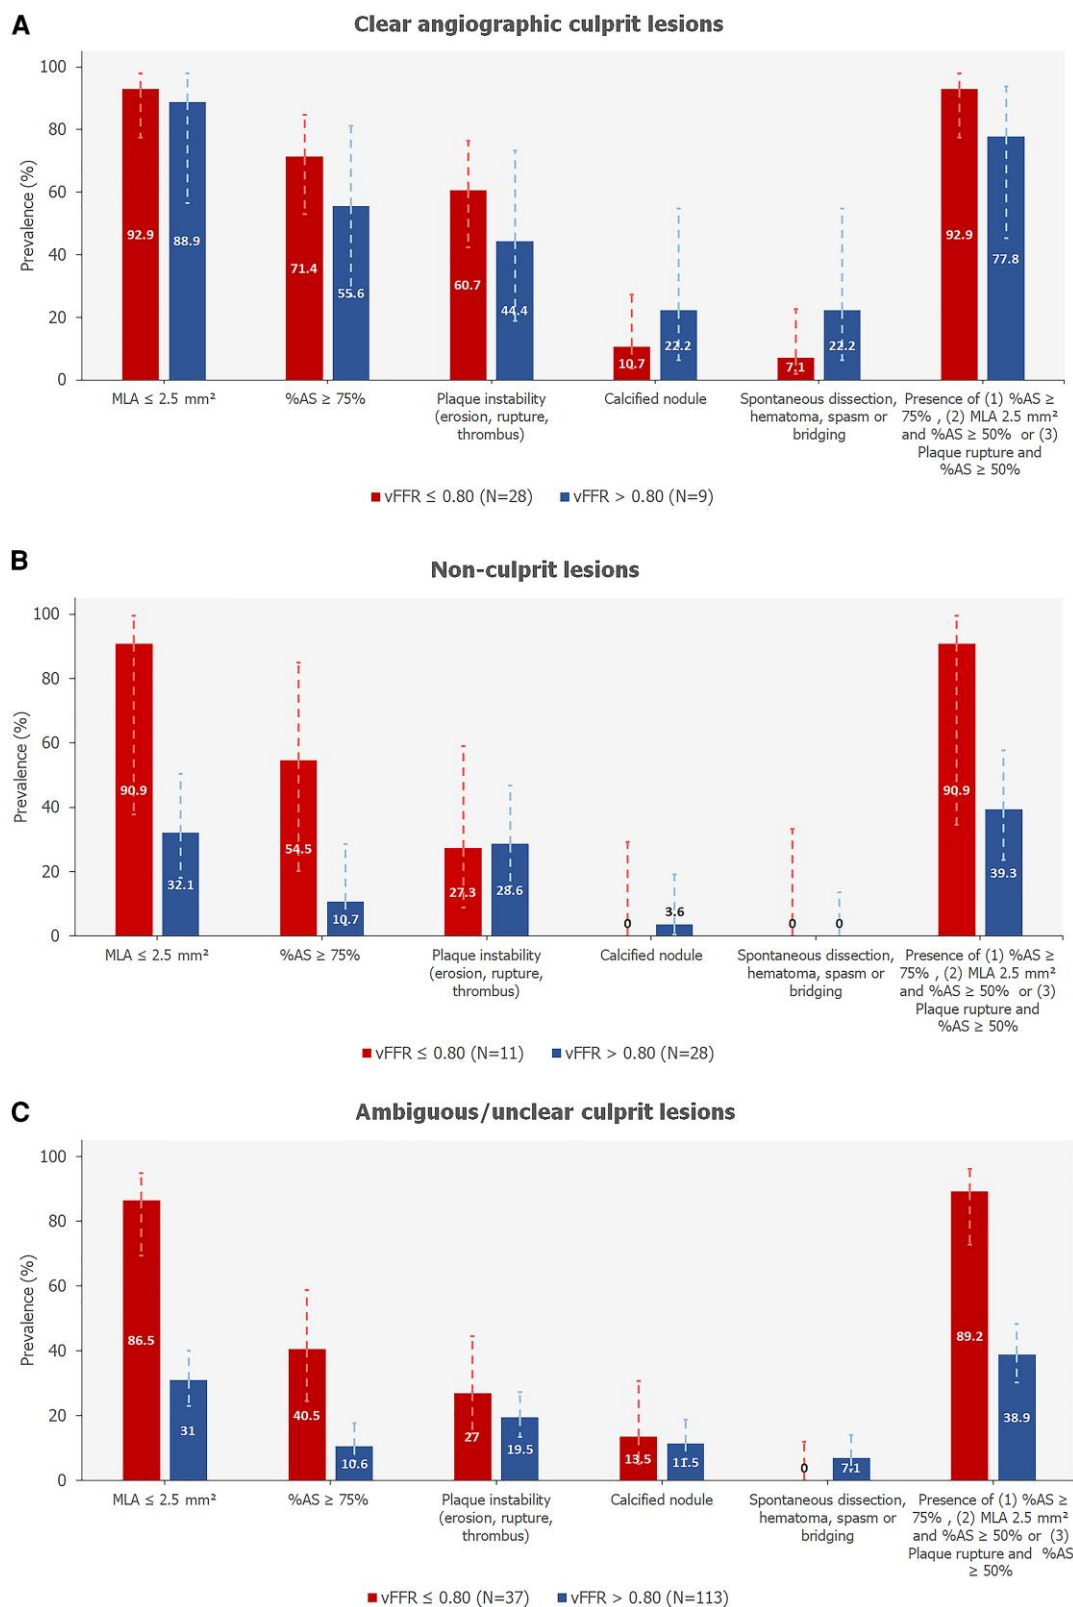 A
Clear angiographic culprit lesions
Prevalence (%)
100
80
60
40
20
0
92.9
88.9
71.4
55.6
60.7
44.4
10.7
22.2
7.1
22.2
92.9
77.8
MLA ≤ 2.5 mm²
%AS ≥ 75%
Plaque instability
(erosion, rupture,
thrombus)
Calcified nodule
Spontaneous dissection,
hematoma, spasm or
bridging
Presence of (1) %AS ≥
75% , (2) MLA 2.5 mm²
and %AS ≥ 50% or (3)
Plaque rupture and
%AS ≥ 50%
vFFR ≤ 0.80 (N=28) vFFR > 0.80 (N=9)
B
Non-culprit lesions
Prevalence (%)
100
80
60
40
20
0
90.9
32.1
54.5
10.7
27.3
28.6
0
3.6
0
0
90.9
39.3
MLA ≤ 2.5 mm²
%AS ≥ 75%
Plaque instability
(erosion, rupture,
thrombus)
Calcified nodule
Spontaneous dissection,
hematoma, spasm or
bridging
Presence of (1) %AS ≥
75% , (2) MLA 2.5 mm²
and %AS ≥ 50% or (3)
Plaque rupture and
%AS ≥ 50%
vFFR ≤ 0.80 (N=11) vFFR > 0.80 (N=28)
C
Ambiguous/unclear culprit lesions
Prevalence (%)
100
80
60
40
20
0
86.5
31
40.5
10.6
27
19.5
13.5
11.5
0
7.1
89.2
38.9
MLA ≤ 2.5 mm²
%AS ≥ 75%
Plaque instability
(erosion, rupture,
thrombus)
Calcified nodule
Spontaneous dissection,
hematoma, spasm or
bridging
Presence of (1) %AS ≥
75% , (2) MLA 2.5 mm²
and %AS ≥ 50% or (3)
Plaque rupture and %AS
≥ 50%
vFFR ≤ 0.80 (N=37) vFFR > 0.80 (N=113)